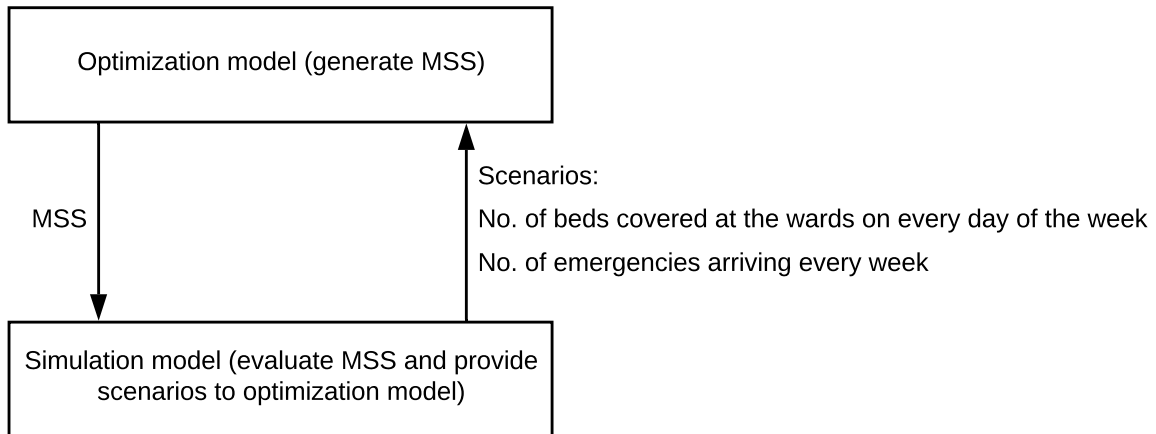 Optimization model (generate MSS)
MSS
Scenarios:
No. of beds covered at the wards on every day of the week
No. of emergencies arriving every week
Simulation model (evaluate MSS and provide
scenarios to optimization model)